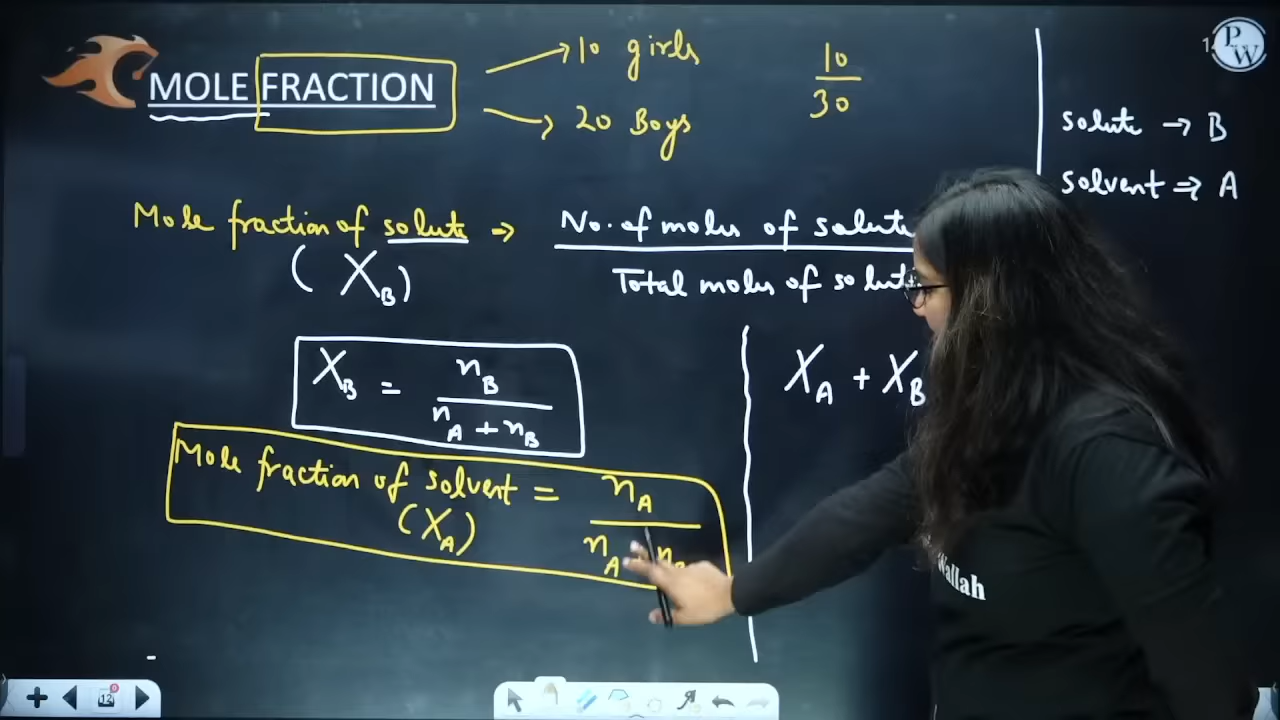 MOLE FRACTION
10 girls
20 Boys
10
30
PW
solute → B
solvent ⇒ A
Mole fraction of solute → No. of moles of solute
(X_B)
Total moles of
X_B = n_B
n_A + n_B
X_A + X_B
Mole fraction of solvent = n_A
(X_A)
n_A
Wallah
12